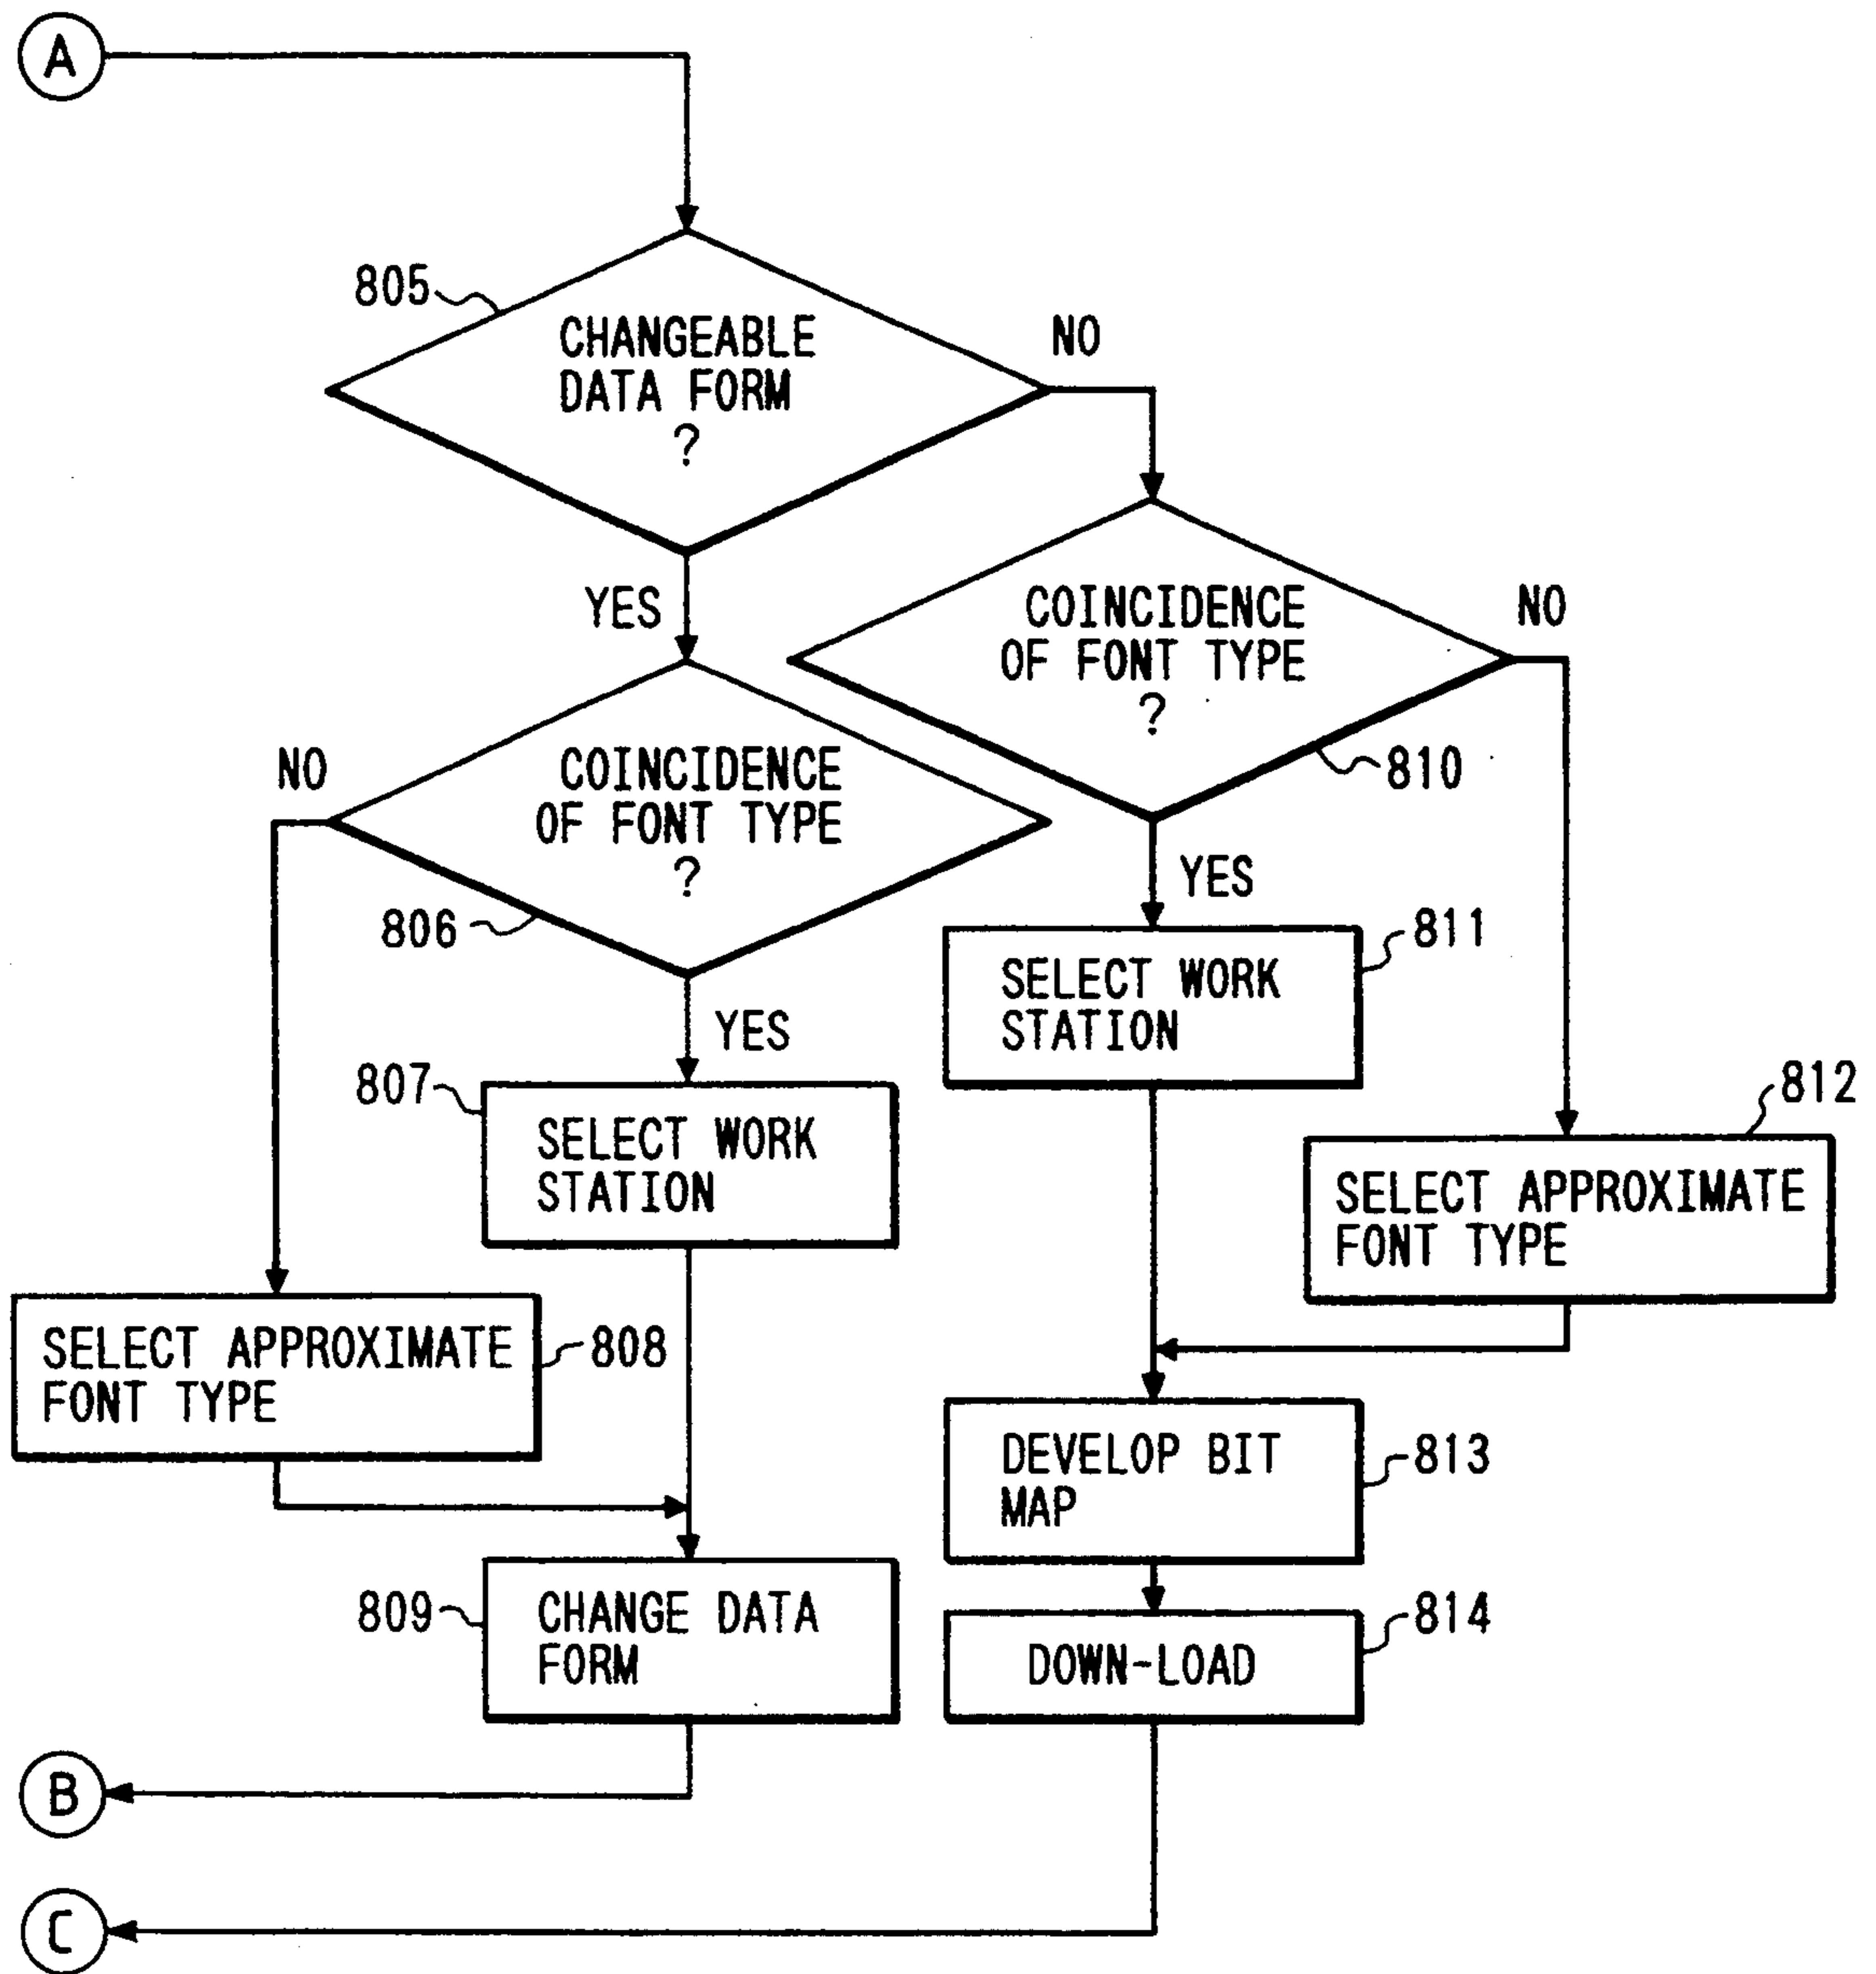 A
805
CHANGEABLE
DATA FORM
?
NO
YES
COINCIDENCE
OF FONT TYPE
?
NO
810
NO
COINCIDENCE
OF FONT TYPE
?
806
YES
YES
811
SELECT WORK
STATION
807
SELECT WORK
STATION
812
SELECT APPROXIMATE
FONT TYPE
SELECT APPROXIMATE
FONT TYPE
808
DEVELOP BIT
MAP
813
809
CHANGE DATA
FORM
814
DOWN-LOAD
B
C